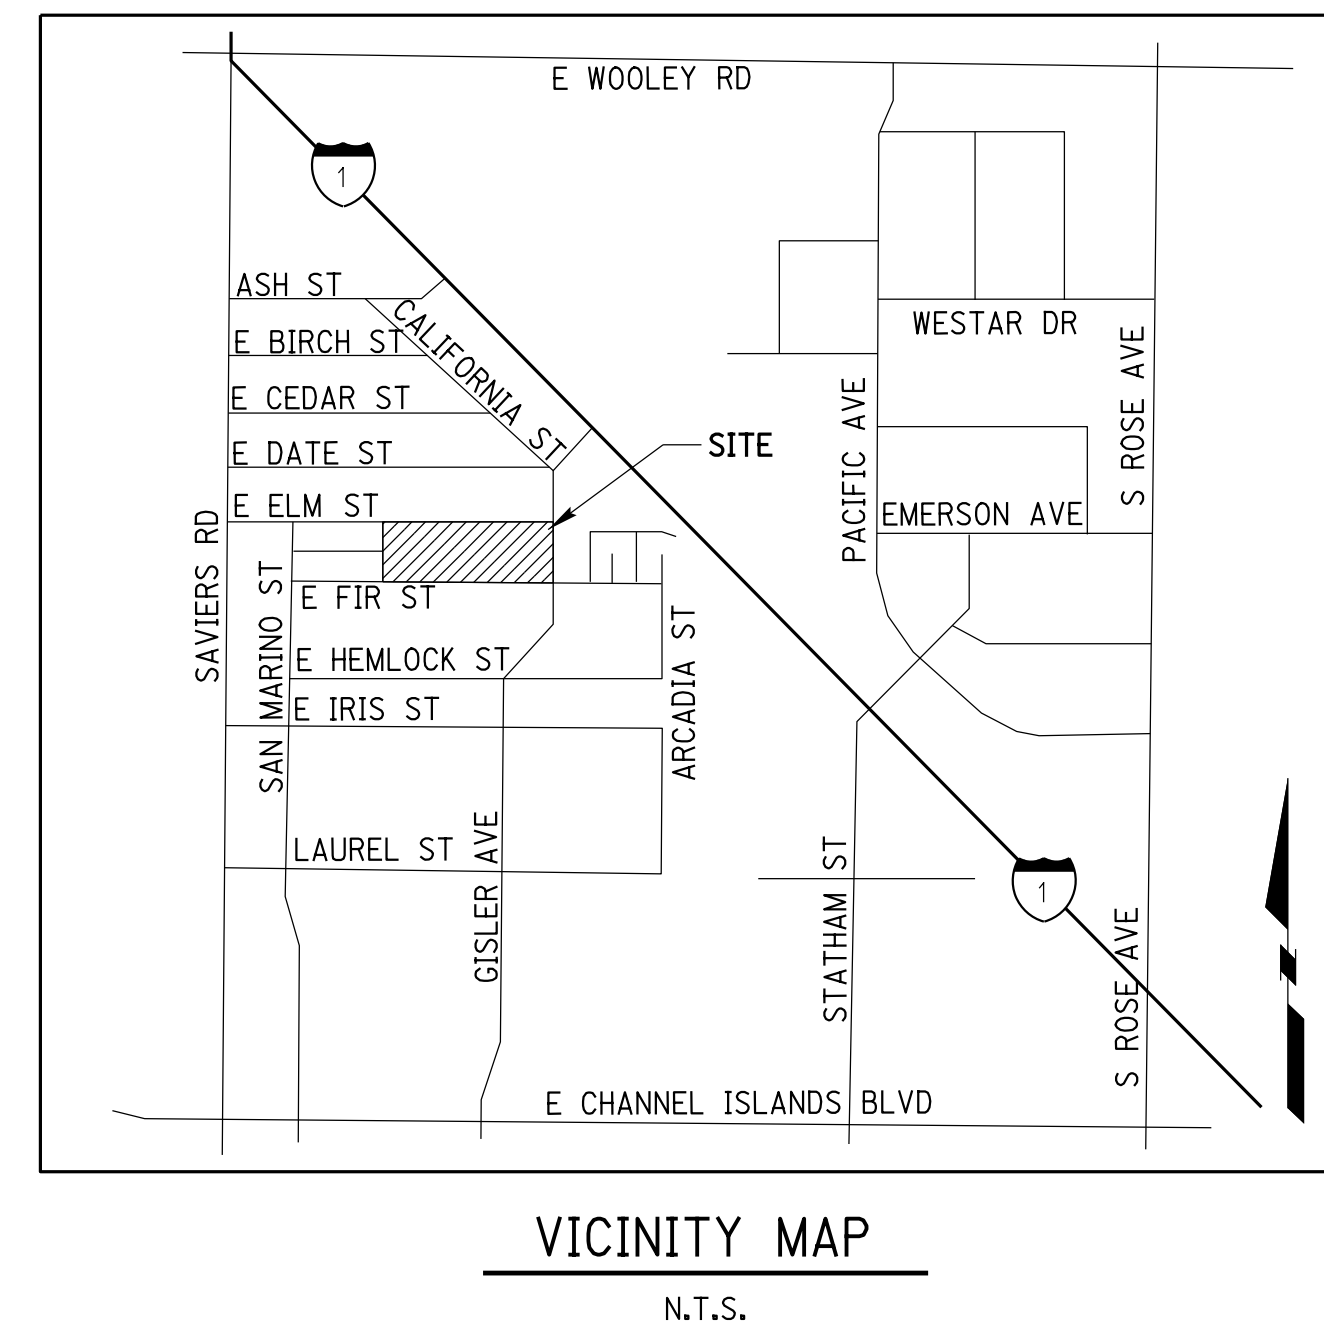 E WOOLEY RD
1
ASH ST
CALIFORNIA ST
WESTAR DR
E BIRCH ST
S ROSE AVE
E CEDAR ST
PACIFIC AVE
SITE
E DATE ST
E ELM ST
EMERSON AVE
SAVIERS RD
SAN MARINO ST
E FIR ST
ARCADIA ST
E HEMLOCK ST
E IRIS ST
LAUREL ST
GISLER AVE
STATHAM ST
1
S ROSE AVE
N
E CHANNEL ISLANDS BLVD
VICINITY MAP
N.T.S.